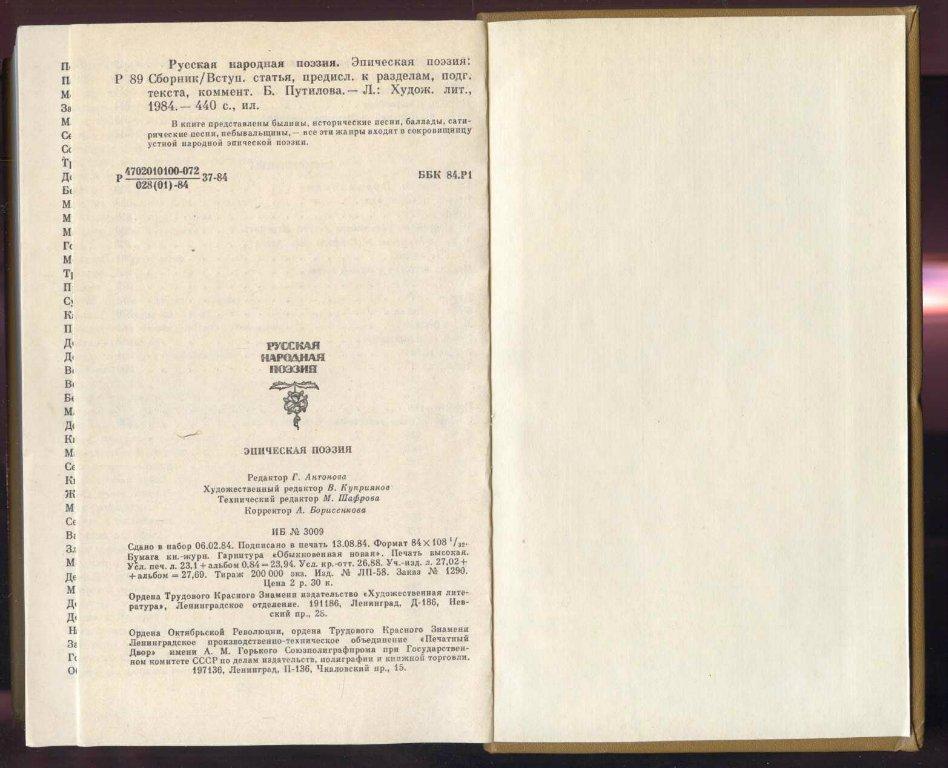 Русская народная поэзия. Эпическая поэзия:
Р 89 Сборник/Вступ. статья, предисл. к разделам, подг.
текста, коммент. Б. Путилова.— Л.: Худож. лит.,
1984.— 440 с., ил.
В книге представлены былины, исторические песни, баллады, сати-
рические песни, небывальщины,— все эти жанры входят в сокровищницу
устной народной эпической поэзии.
Р 4702010100-072 37-84
028(01)-84
ББК 84.Р1
РУССКАЯ
НАРОДНАЯ
ПОЭЗИЯ
ЭПИЧЕСКАЯ ПОЭЗИЯ
Редактор Г. Антонова
Художественный редактор В. Куприянов
Технический редактор М. Шафрова
Корректор А. Борисенкова
ИБ № 3009
Сдано в набор 06.02.84. Подписано в печать 13.08.84. Формат 84×108 1/32.
Бумага кн.-журн. Гарнитура «Обыкновенная новая». Печать высокая.
Усл. печ. л. 23,1+альбом 0,84=23,94. Усл. кр.-отт. 26,88. Уч.-изд. л. 27,02+
+альбом=27,69. Тираж 200 000 экз. Изд. № ЛП-58. Заказ № 1290.
Цена 2 р. 30 к.
Ордена Трудового Красного Знамени издательство «Художественная лите-
ратура», Ленинградское отделение. 191186, Ленинград, Д-186, Нев-
ский пр., 28.
Ордена Октябрьской Революции, ордена Трудового Красного Знамени
Ленинградское производственно-техническое объединение «Печатный
Двор» имени А. М. Горького Союзполиграфпрома при Государствен-
ном комитете СССР по делам издательств, полиграфии и книжной торговли.
197136, Ленинград, П-136, Чкаловский пр., 15.